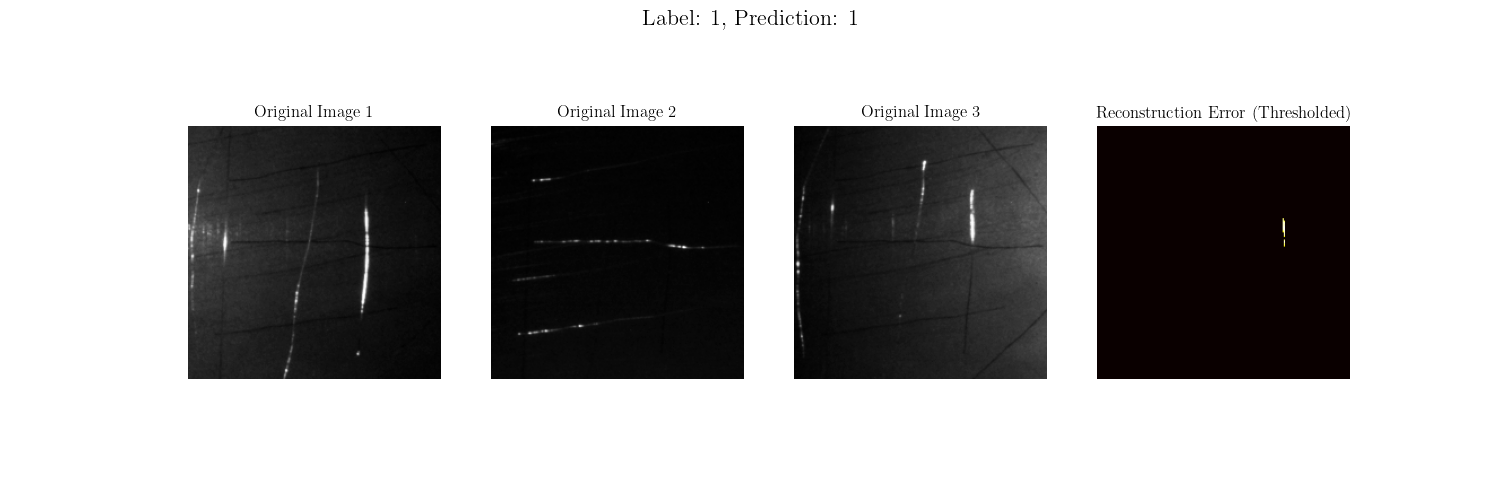 Label: 1, Prediction: 1
Original Image 1
Original Image 2
Original Image 3
Reconstruction Error (Thresholded)